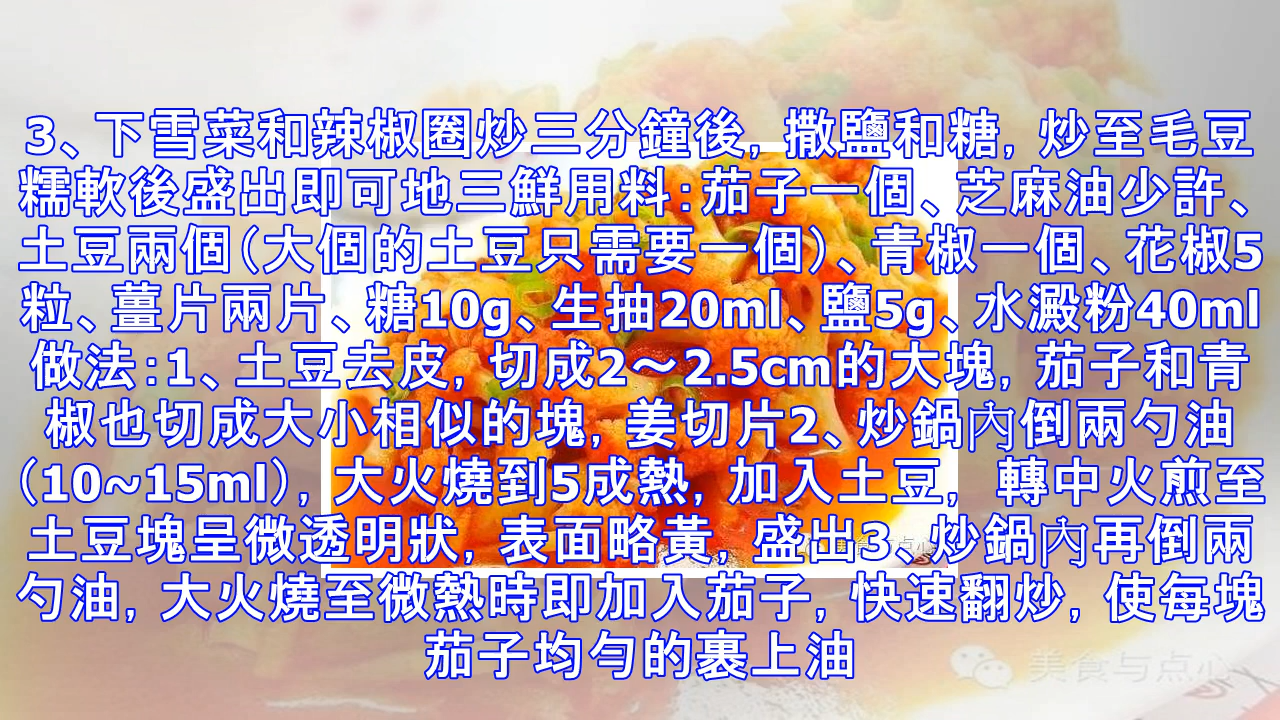 3、下雪菜和辣椒圈炒三分鐘後, 撒鹽和糖, 炒至毛豆
糯軟後盛出即可地三鮮用料:茄子一個、芝麻油少許、
土豆兩個(大個的土豆只需要一個)、青椒一個、花椒5
粒、薑片兩片、糖10g、生抽20ml、鹽5g、水澱粉40ml
做法:1、土豆去皮, 切成2～2.5cm的大塊, 茄子和青
椒也切成大小相似的塊, 姜切片2、炒鍋內倒兩勺油
(10~15ml), 大火燒到5成熱, 加入土豆, 轉中火煎至
土豆塊呈微透明狀, 表面略黃, 盛出3、炒鍋內再倒兩
勺油, 大火燒至微熱時即加入茄子, 快速翻炒, 使每塊
茄子均勻的裹上油
美食与点心